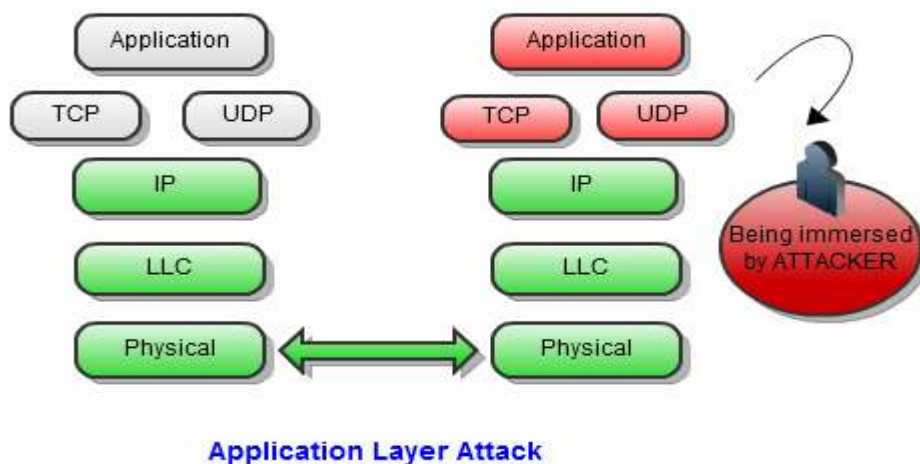 Application
Application
TCP
UDP
TCP
UDP
IP
IP
LLC
LLC
Being immersed
by ATTACKER
Physical
Physical
Application Layer Attack